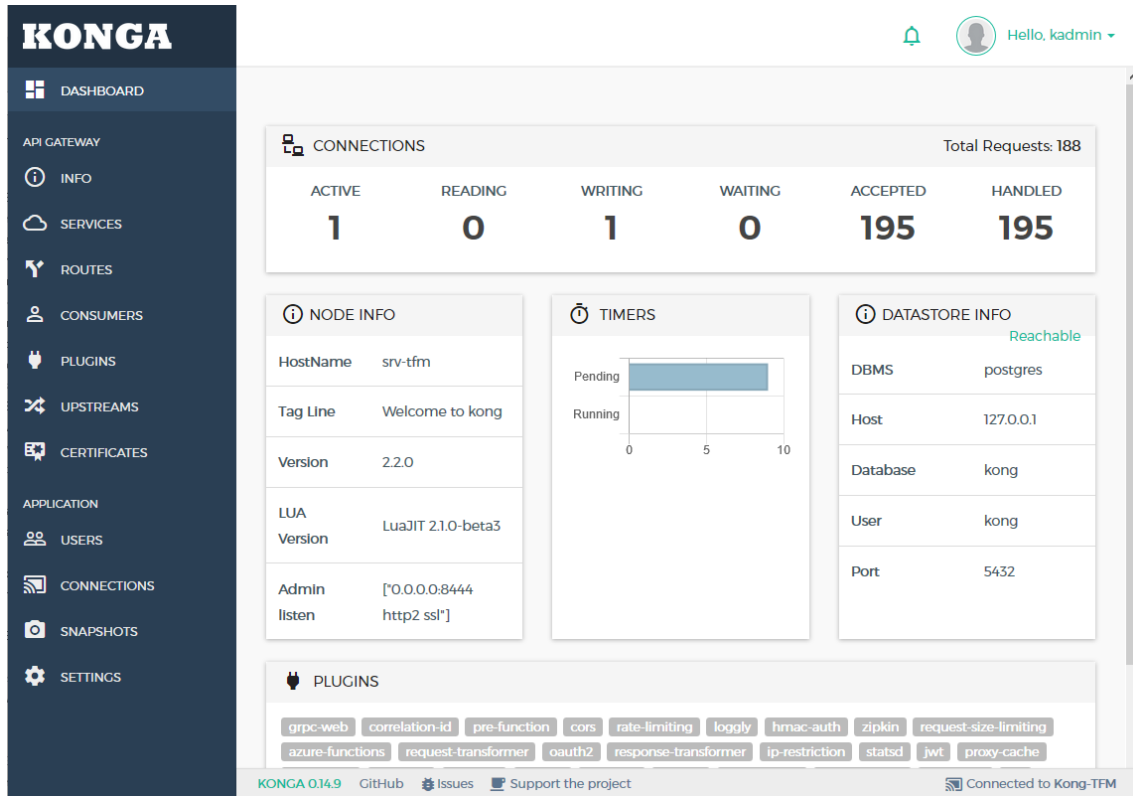 KONGA
Hello, kadmin
DASHBOARD
API GATEWAY
INFO
SERVICES
ROUTES
CONSUMERS
PLUGINS
UPSTREAMS
CERTIFICATES
APPLICATION
USERS
CONNECTIONS
SNAPSHOTS
SETTINGS
CONNECTIONS Total Requests: 188
ACTIVE READING WRITING WAITING ACCEPTED HANDLED
1 0 1 0 195 195
NODE INFO
HostName srv-tfm
Tag Line Welcome to kong
Version 2.2.0
LUA Version LuaJIT 2.1.0-beta3
Admin listen ["0.0.0.0:8444 http2 ssl"]
TIMERS
Pending
Running
0 5 10
DATASTORE INFO
Reachable
DBMS postgres
Host 127.0.0.1
Database kong
User kong
Port 5432
PLUGINS
grpc-web correlation-id pre-function cors rate-limiting loggly hmac-auth zipkin request-size-limiting
azure-functions request-transformer oauth2 response-transformer ip-restriction statsd jwt proxy-cache
KONGA 0.14.9 GitHub Issues Support the project Connected to Kong-TFM